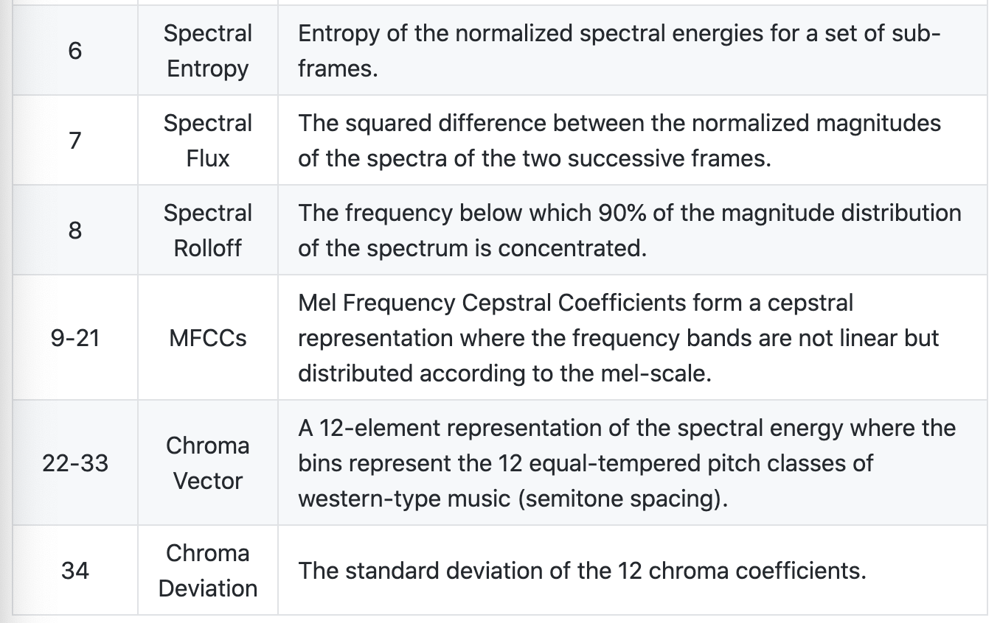 6
Spectral
Entropy
Entropy of the normalized spectral energies for a set of sub-
frames.
7
Spectral
Flux
The squared difference between the normalized magnitudes
of the spectra of the two successive frames.
8
Spectral
Rolloff
The frequency below which 90% of the magnitude distribution
of the spectrum is concentrated.
9-21
MFCCs
Mel Frequency Cepstral Coefficients form a cepstral
representation where the frequency bands are not linear but
distributed according to the mel-scale.
22-33
Chroma
Vector
A 12-element representation of the spectral energy where the
bins represent the 12 equal-tempered pitch classes of
western-type music (semitone spacing).
34
Chroma
Deviation
The standard deviation of the 12 chroma coefficients.